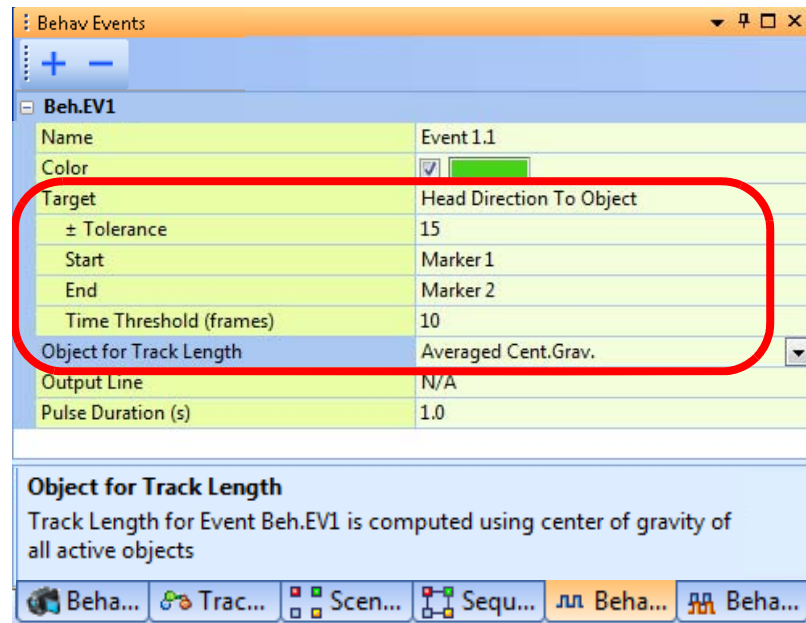 Behav Events
Beh.EV1
Name Event 1.1
Color
Target Head Direction To Object
± Tolerance 15
Start Marker 1
End Marker 2
Time Threshold (frames) 10
Object for Track Length Averaged Cent.Grav.
Output Line N/A
Pulse Duration (s) 1.0
Object for Track Length
Track Length for Event Beh.EV1 is computed using center of gravity of
all active objects
Beha... Trac... Scen... Sequ... Beha... Beha...